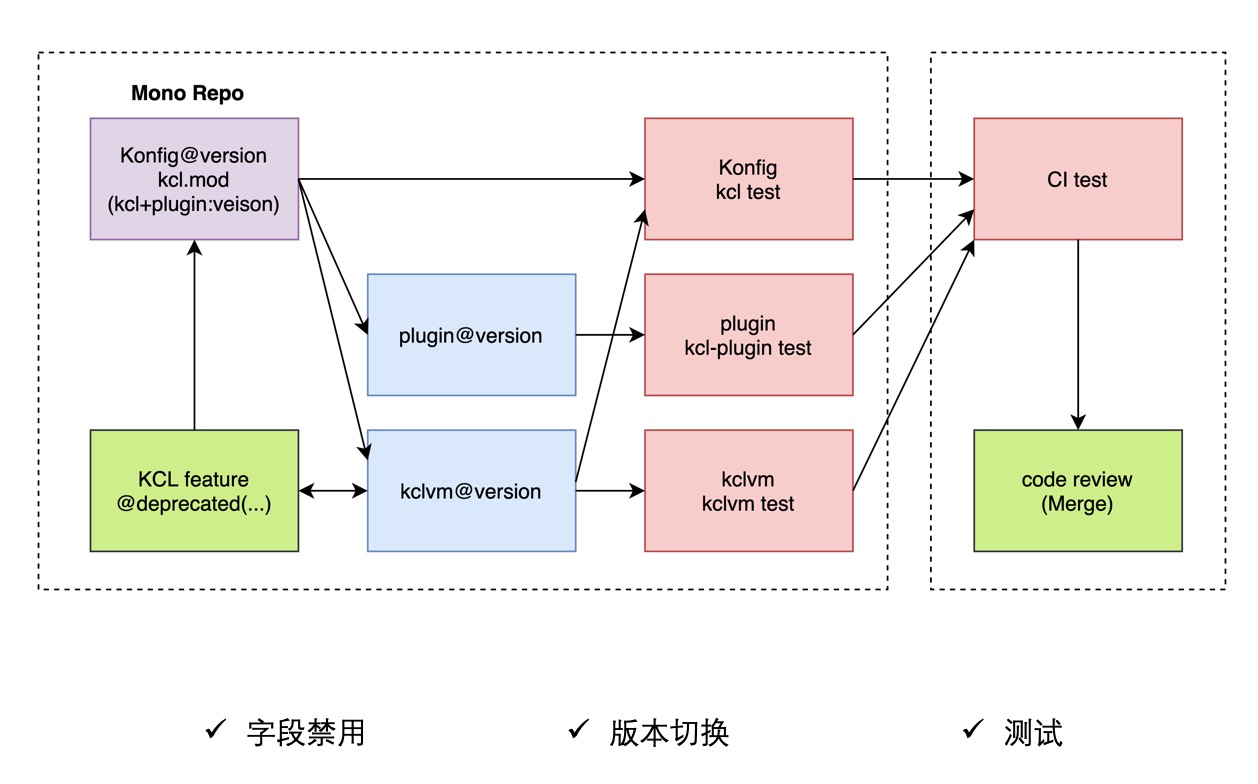 Mono Repo
Konfig@version
kcl.mod
(kcl+plugin:veison)
Konfig
kcl test
CI test
plugin@version
plugin
kcl-plugin test
KCL feature
@deprecated(...)
kclvm@version
kclvm
kclvm test
code review
(Merge)
✓ 字段禁用
✓ 版本切换
✓ 测试